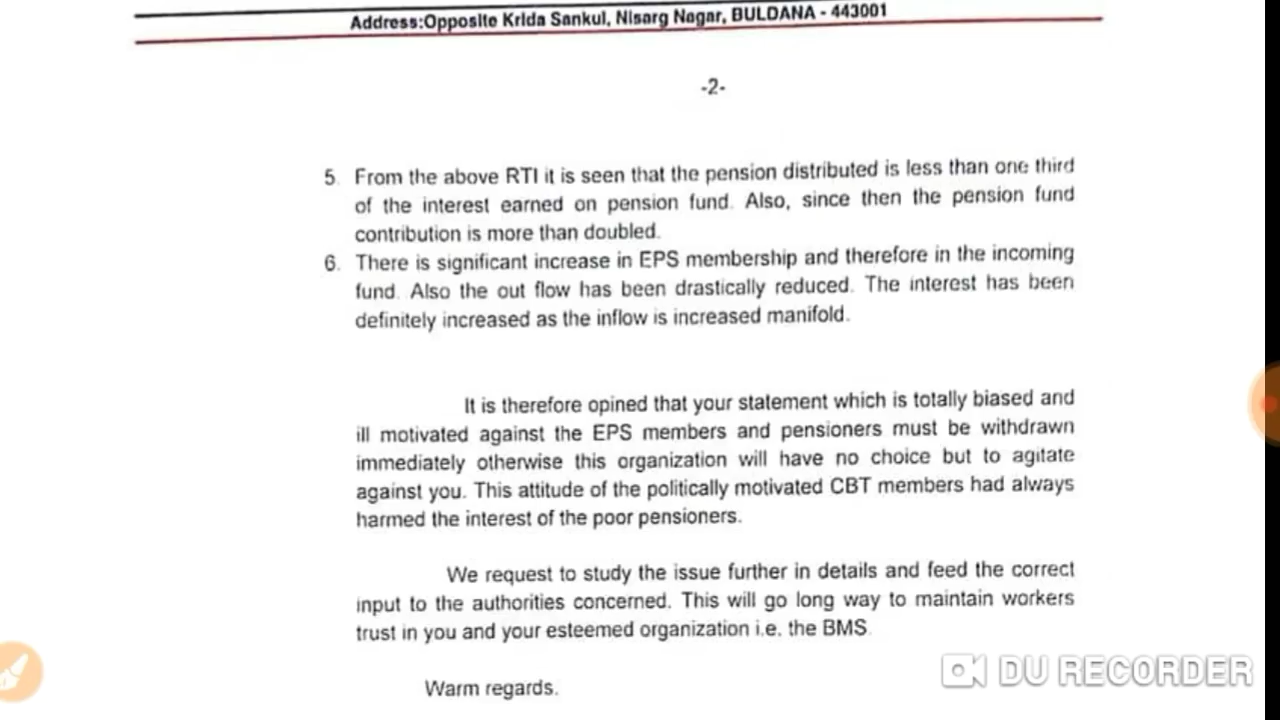 Address:Opposite Krida Sankul, Nisarg Nagar, BULDANA - 443001
-2-
5. From the above RTI it is seen that the pension distributed is less than one third
of the interest earned on pension fund. Also, since then the pension fund
contribution is more than doubled.
6. There is significant increase in EPS membership and therefore in the incoming
fund. Also the out flow has been drastically reduced. The interest has been
definitely increased as the inflow is increased manifold.
It is therefore opined that your statement which is totally biased and
ill motivated against the EPS members and pensioners must be withdrawn
immediately otherwise this organization will have no choice but to agitate
against you. This attitude of the politically motivated CBT members had always
harmed the interest of the poor pensioners.
We request to study the issue further in details and feed the correct
input to the authorities concerned. This will go long way to maintain workers
trust in you and your esteemed organization i.e. the BMS.
Warm regards.
DU RECORDER